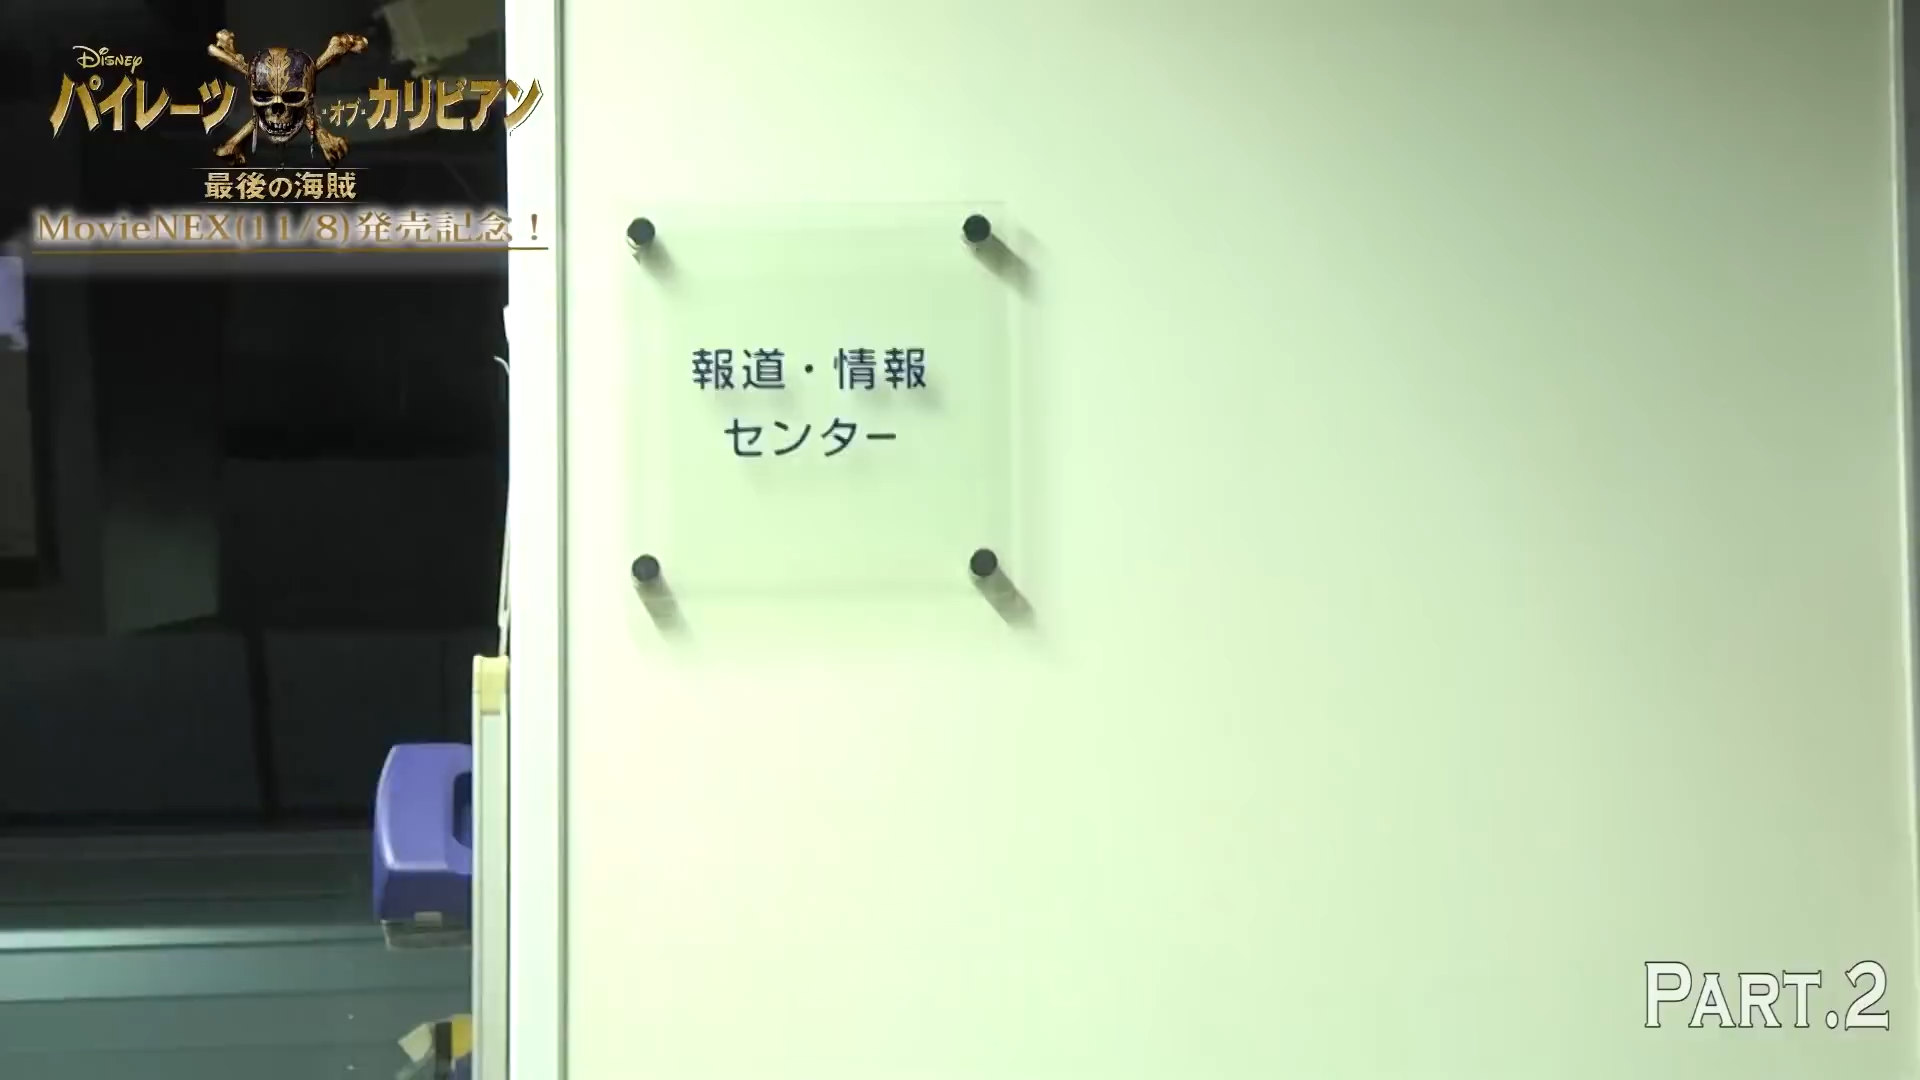 DISNEY
パイレーツ・オブ・カリビアン
最後の海賊
MovieNEX(11/8)発売記念！
報道・情報
センター
PART.2